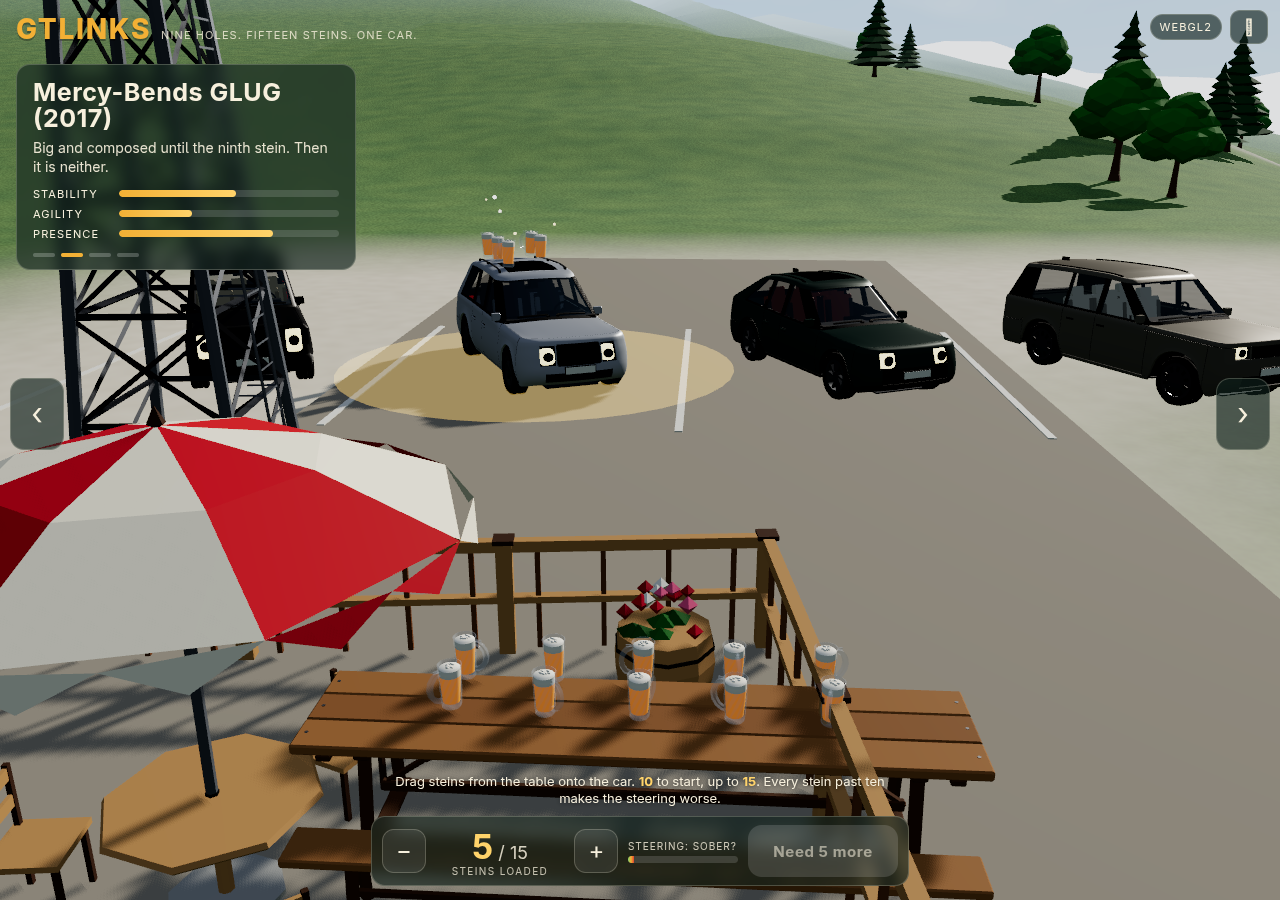 GTLINKS NINE HOLES. FIFTEEN STEINS. ONE CAR.
WEBGL2
Mercy-Bends GLUG
(2017)
Big and composed until the ninth stein. Then
it is neither.
STABILITY
AGILITY
PRESENCE
Drag steins from the table onto the car. 10 to start, up to 15. Every stein past ten
makes the steering worse.
− 5 / 15 +
STEINS LOADED
STEERING: SOBER?
Need 5 more